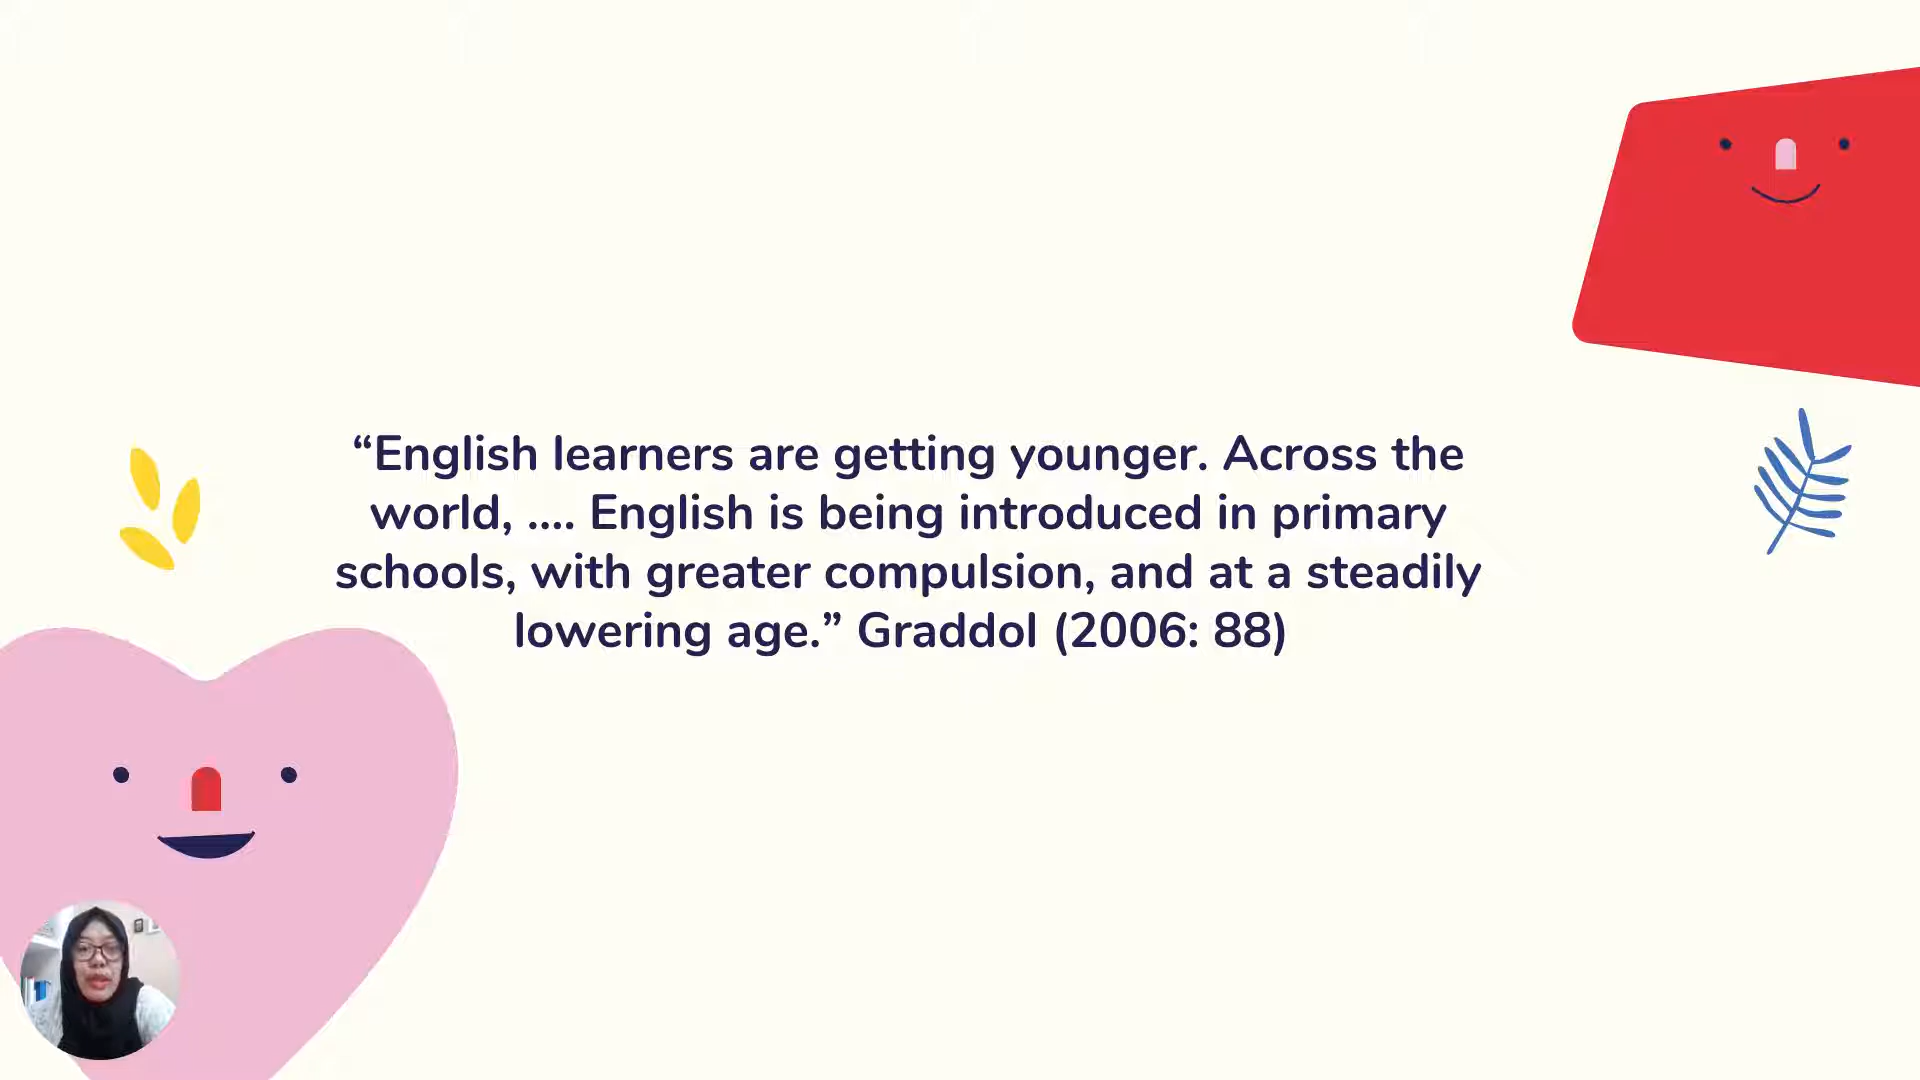 “English learners are getting younger. Across the
world, .... English is being introduced in primary
schools, with greater compulsion, and at a steadily
lowering age.” Graddol (2006: 88)